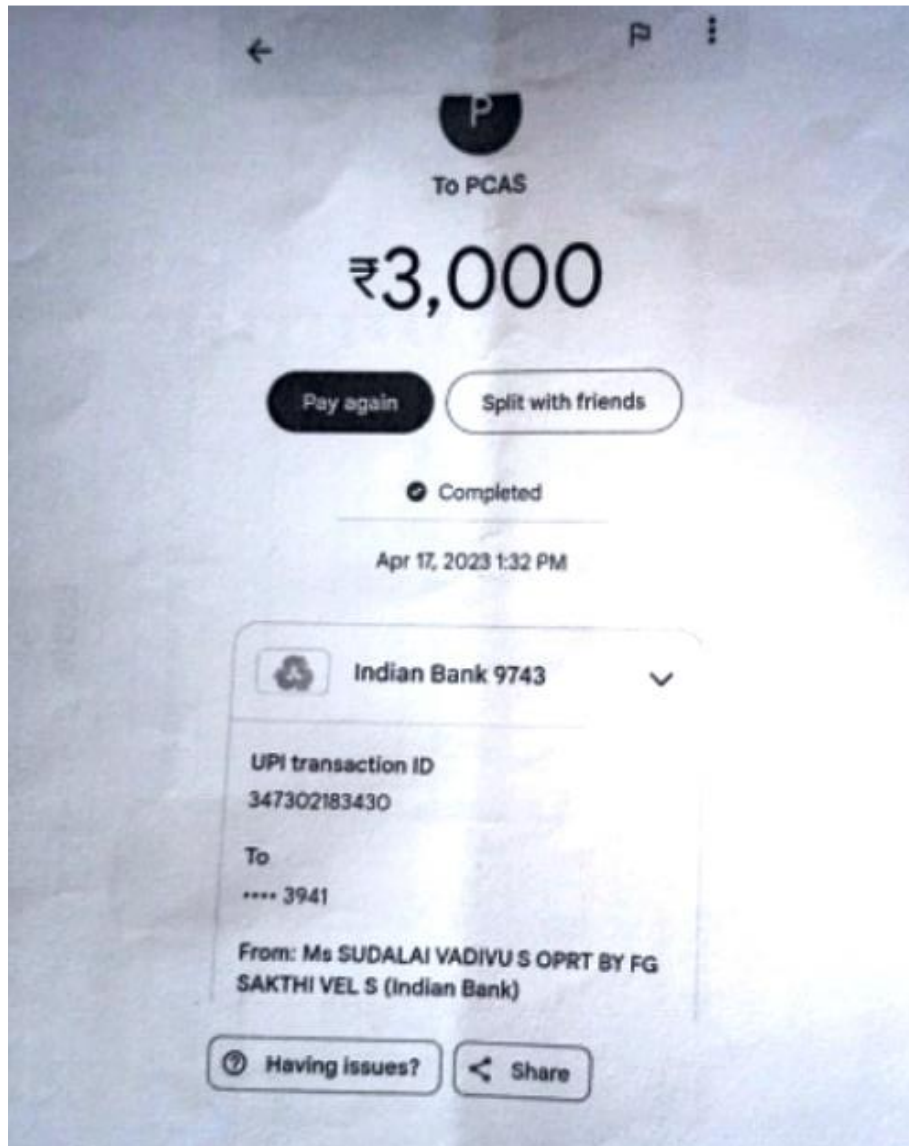 P
To PCAS
₹3,000
Pay again
Split with friends
Completed
Apr 17, 2023 1:32 PM
Indian Bank 9743
UPI transaction ID
347302183430
To
•••• 3941
From: Ms SUDALAI VADIVU S OPRT BY FG
SAKTHI VEL S (Indian Bank)
Having issues?
Share